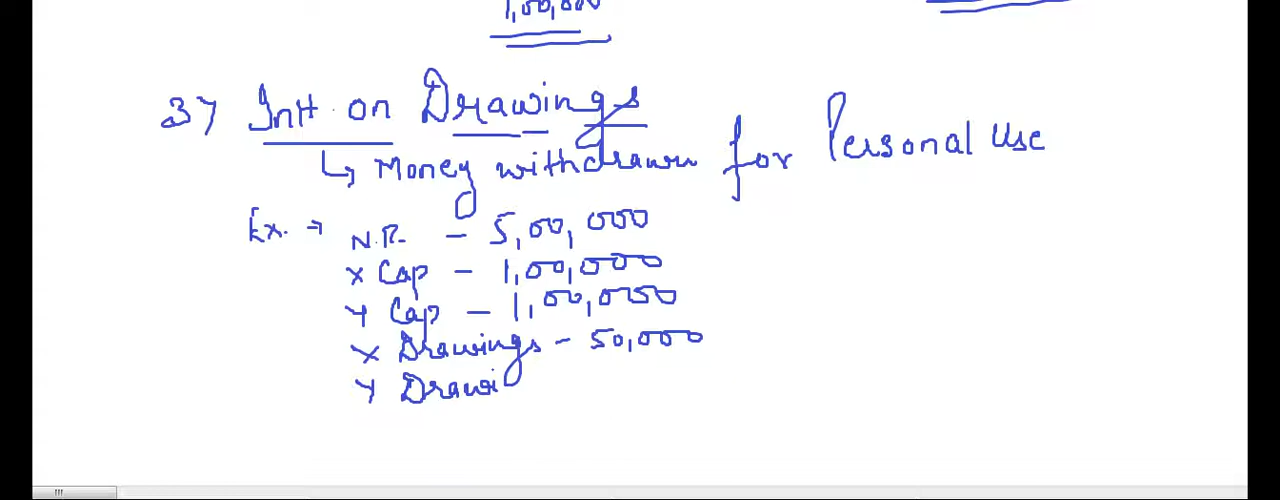 1,00,000
3) Intt on Drawings
↳ Money withdrawn for Personal Use
Ex. → N.P. - 5,00,000
X Cap - 1,00,000
Y Cap - 1,00,000
X Drawings - 50,000
Y Drawi